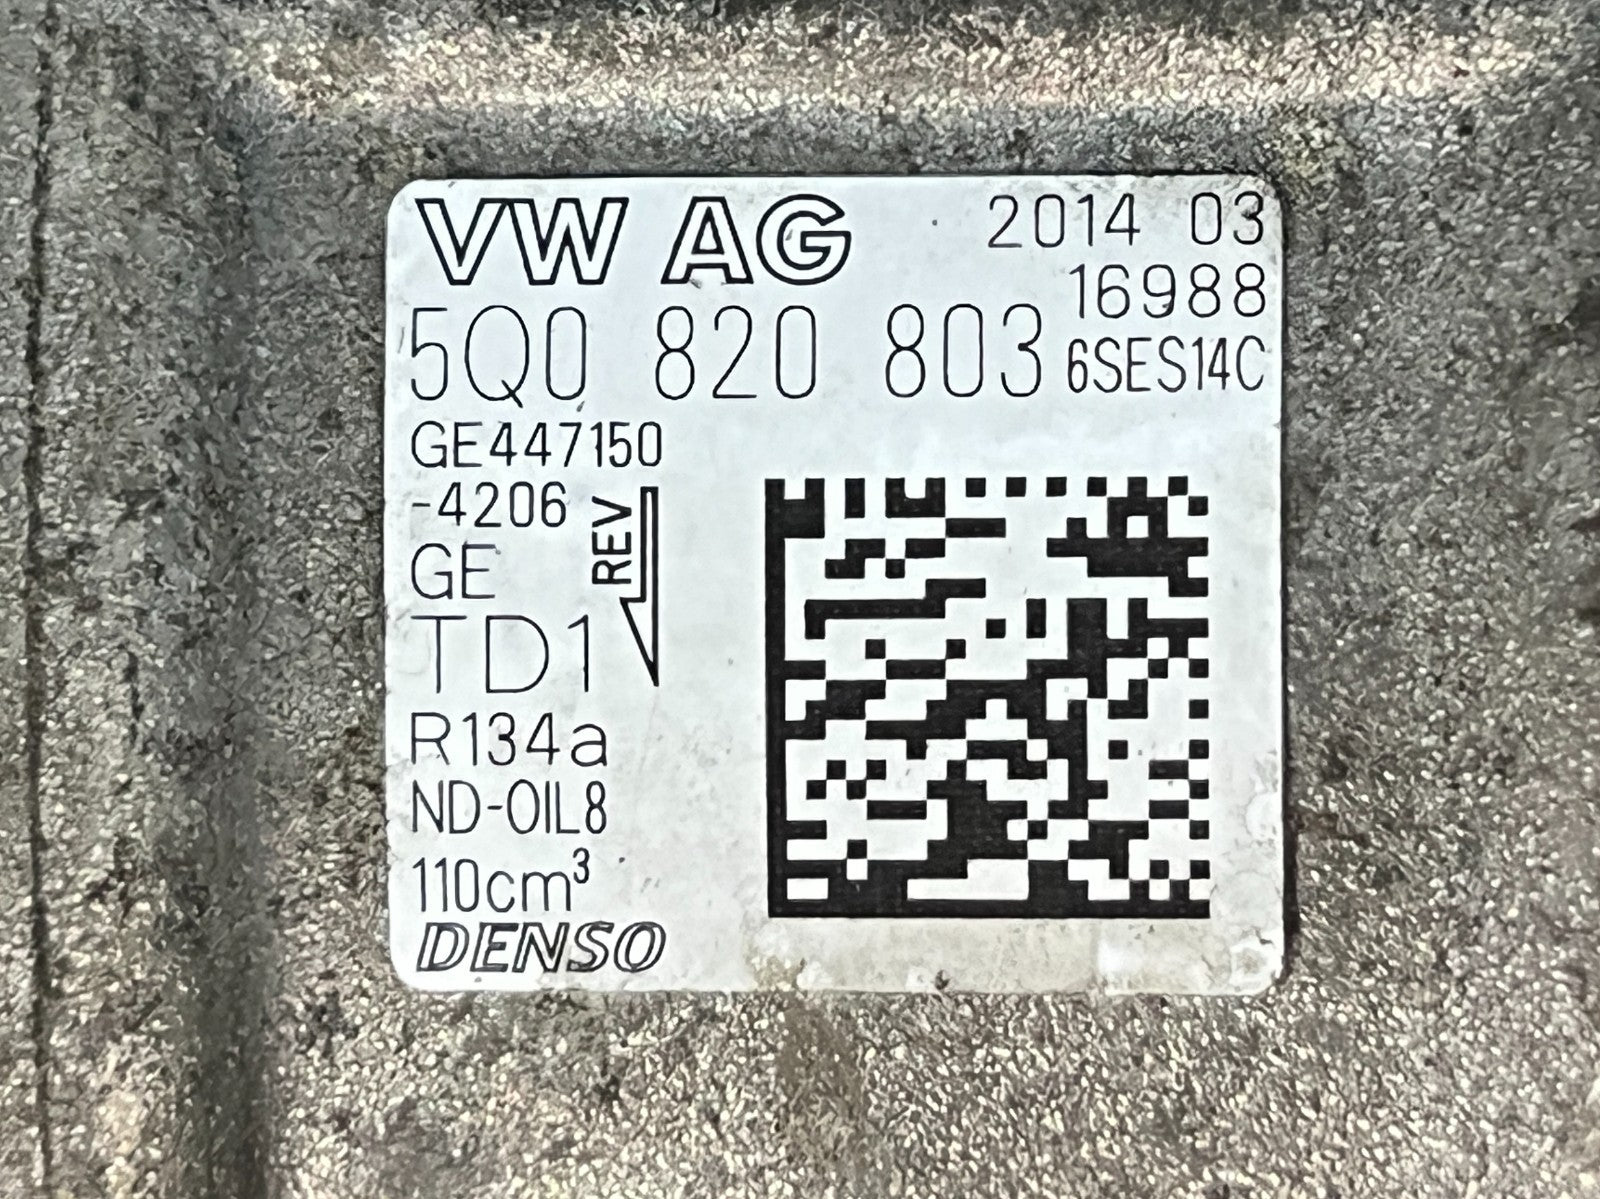 VW AG 2014 03
16988
5Q0 820 803 6SES14C
GE447150
-4206
REV
GE
TD1
R134a
ND-OIL8
110cm³
DENSO